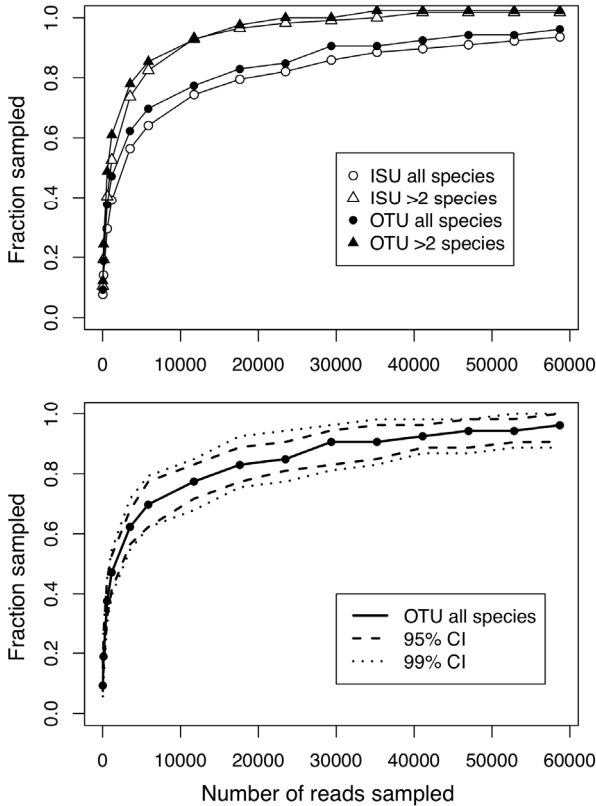 Fraction sampled
1.0
0.8
0.6
0.4
0.2
0.0
ISU all species
ISU >2 species
OTU all species
OTU >2 species
0 10000 20000 30000 40000 50000 60000
Fraction sampled
1.0
0.8
0.6
0.4
0.2
0.0
OTU all species
95% CI
99% CI
0 10000 20000 30000 40000 50000 60000
Number of reads sampled